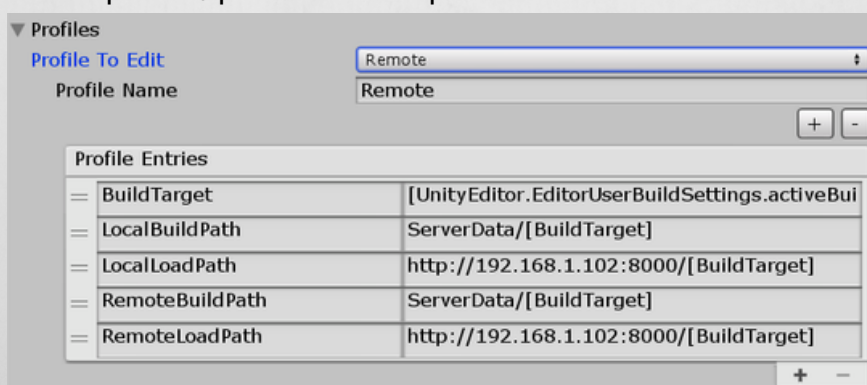 Profiles
Profile To Edit Remote
Profile Name Remote
+ -
Profile Entries
BuildTarget [UnityEditor.EditorUserBuildSettings.activeBui
LocalBuildPath ServerData/[BuildTarget]
LocalLoadPath http://192.168.1.102:8000/[BuildTarget]
RemoteBuildPath ServerData/[BuildTarget]
RemoteLoadPath http://192.168.1.102:8000/[BuildTarget]
+ -